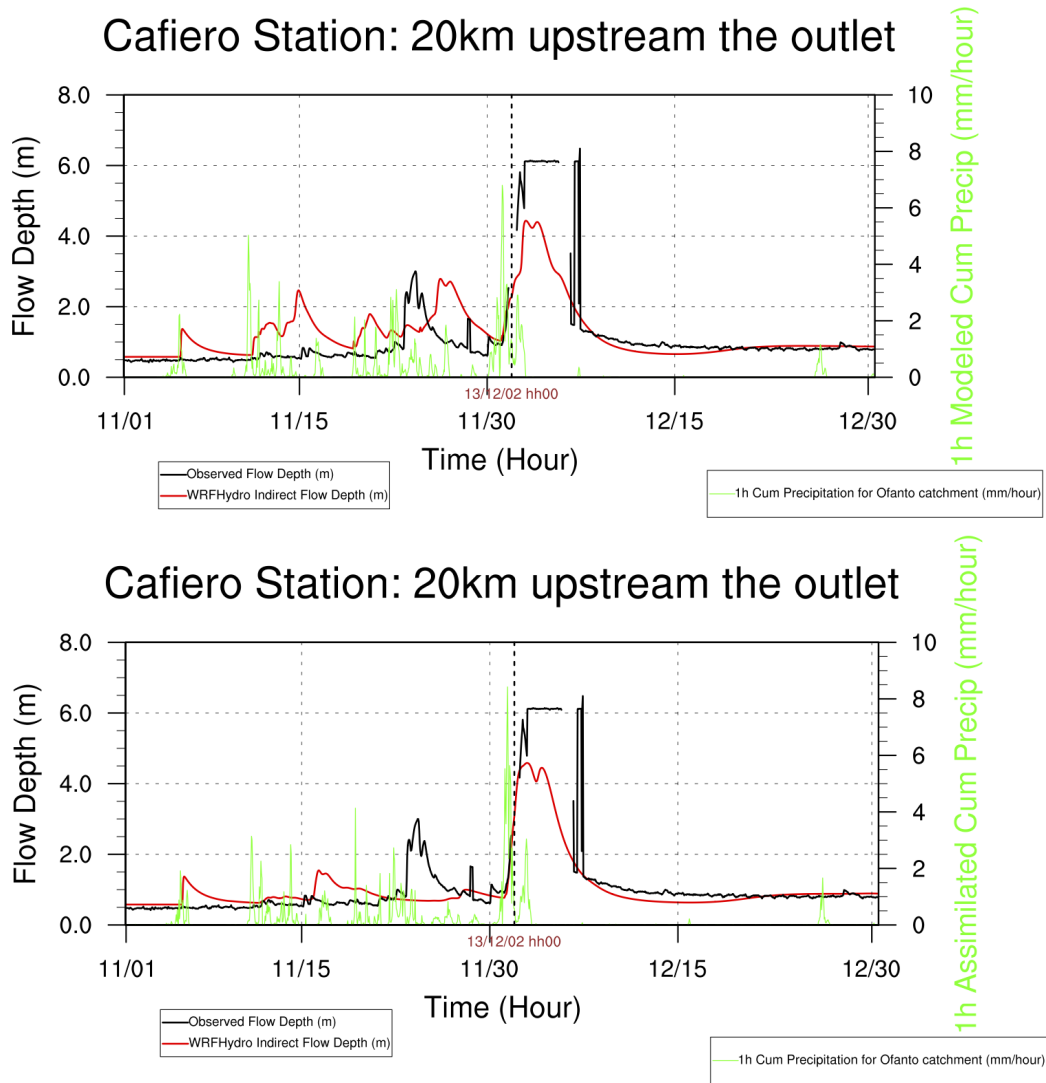 Cafiero Station: 20km upstream the outlet
8.0
6.0
4.0
2.0
0.0
Flow Depth (m)
10
8
6
4
2
0
1h Modeled Cum Precip (mm/hour)
13/12/02 hh00
11/01
11/15
11/30
12/15
12/30
Time (Hour)
Observed Flow Depth (m)
WRFHydro Indirect Flow Depth (m)
1h Cum Precipitation for Ofanto catchment (mm/hour)
Cafiero Station: 20km upstream the outlet
8.0
6.0
4.0
2.0
0.0
Flow Depth (m)
10
8
6
4
2
0
1h Assimilated Cum Precip (mm/hour)
13/12/02 hh00
11/01
11/15
11/30
12/15
12/30
Time (Hour)
Observed Flow Depth (m)
WRFHydro Indirect Flow Depth (m)
1h Cum Precipitation for Ofanto catchment (mm/hour)